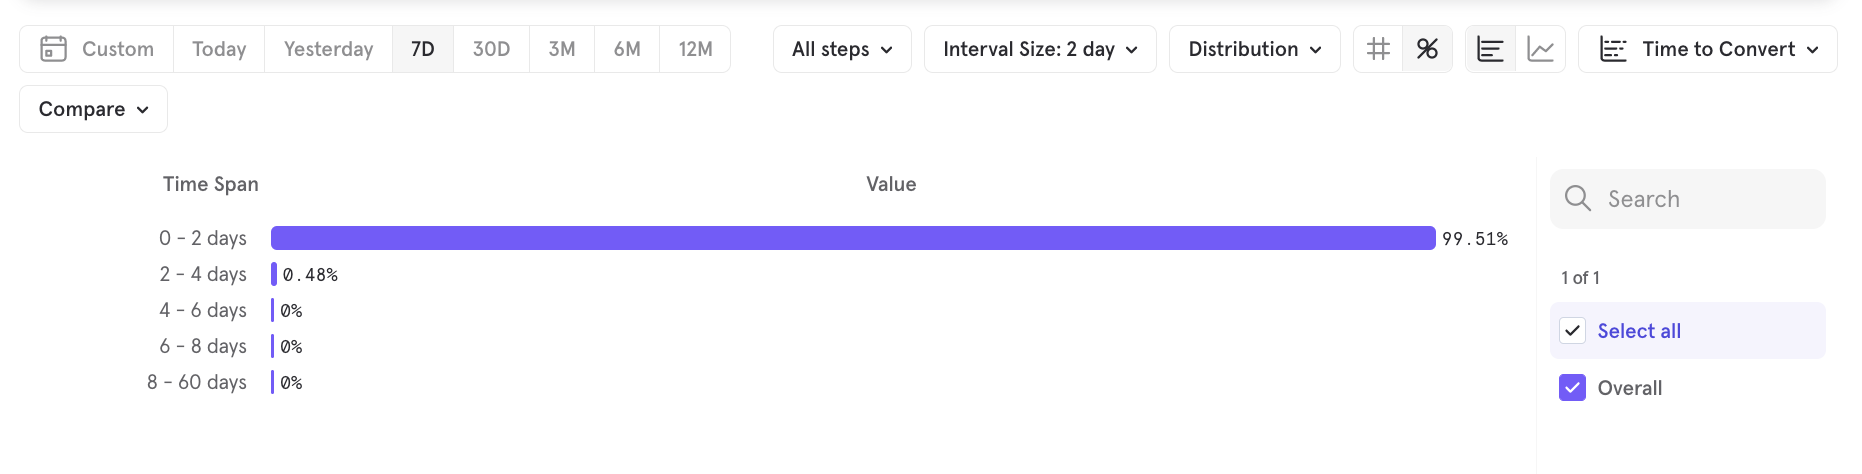 Custom Today Yesterday 7D 30D 3M 6M 12M All steps Interval Size: 2 day Distribution # % Time to Convert
Compare
Time Span Value
0 - 2 days 99.51%
2 - 4 days 0.48%
4 - 6 days 0%
6 - 8 days 0%
8 - 60 days 0%
Search
1 of 1
Select all
Overall